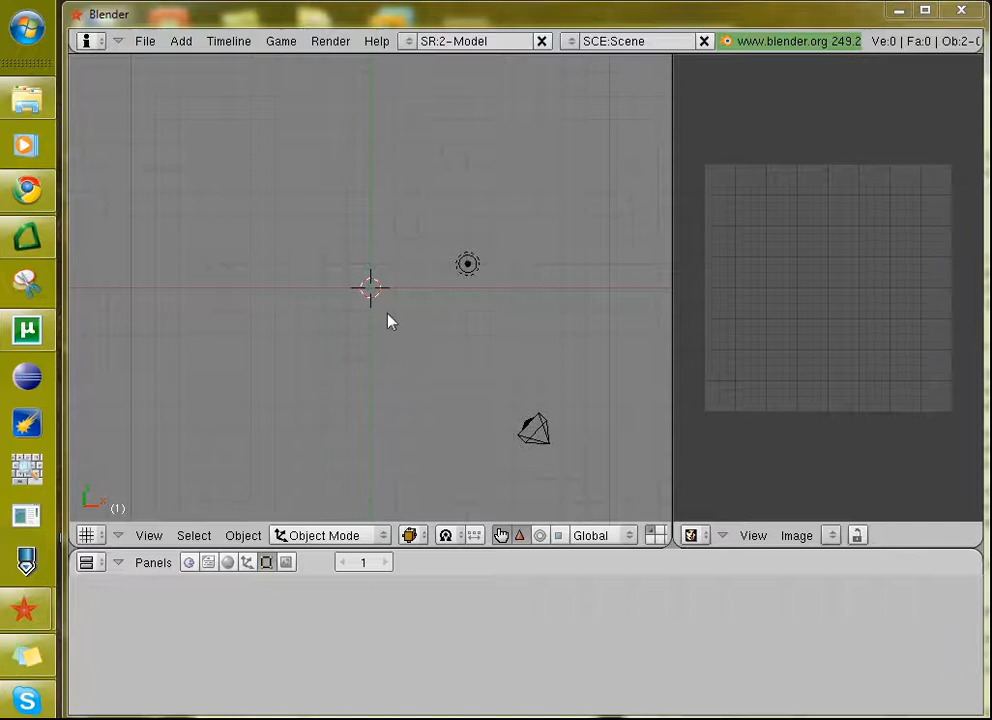 Blender
File Add Timeline Game Render Help SR:2-Model SCE:Scene www.blender.org 249.2 Ve:0 | Fa:0 | Ob:2-0
(1)
View Select Object Object Mode Global View Image
Panels 1